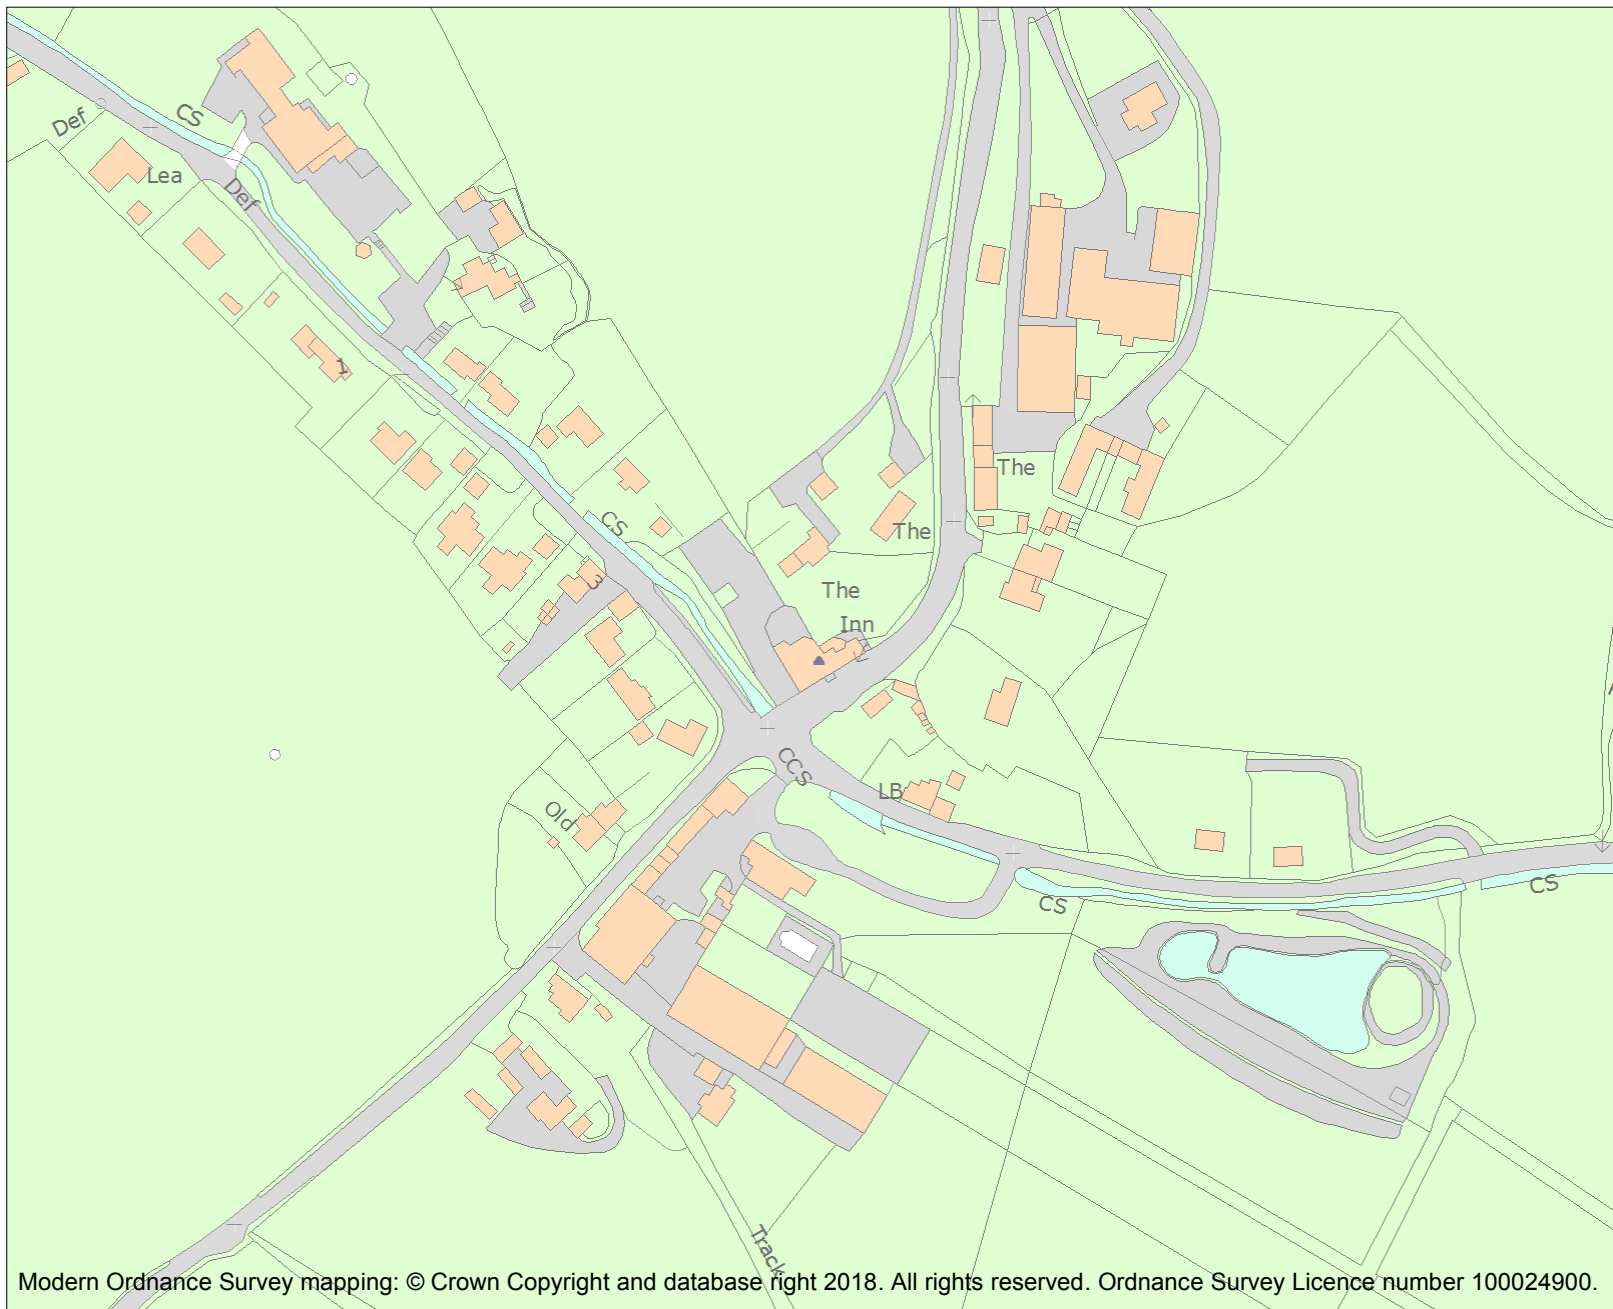 CS
Def
Lea
Def
1
The
CS
The
3
The
Inn
CCS
LB
Old
CS
CS
Track
Modern Ordnance Survey mapping: © Crown Copyright and database right 2018. All rights reserved. Ordnance Survey Licence number 100024900.